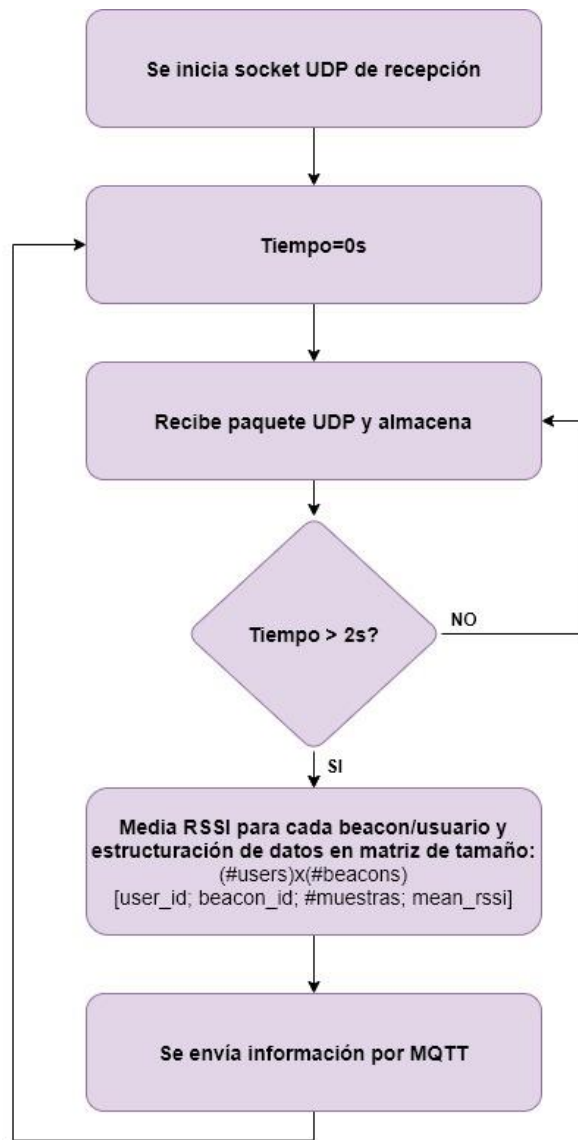 Se inicia socket UDP de recepción
Tiempo=0s
Recibe paquete UDP y almacena
Tiempo > 2s?
NO
SI
Media RSSI para cada beacon/usuario y
estructuración de datos en matriz de tamaño:
(#users)x(#beacons)
[user_id; beacon_id; #muestras; mean_rssi]
Se envía información por MQTT